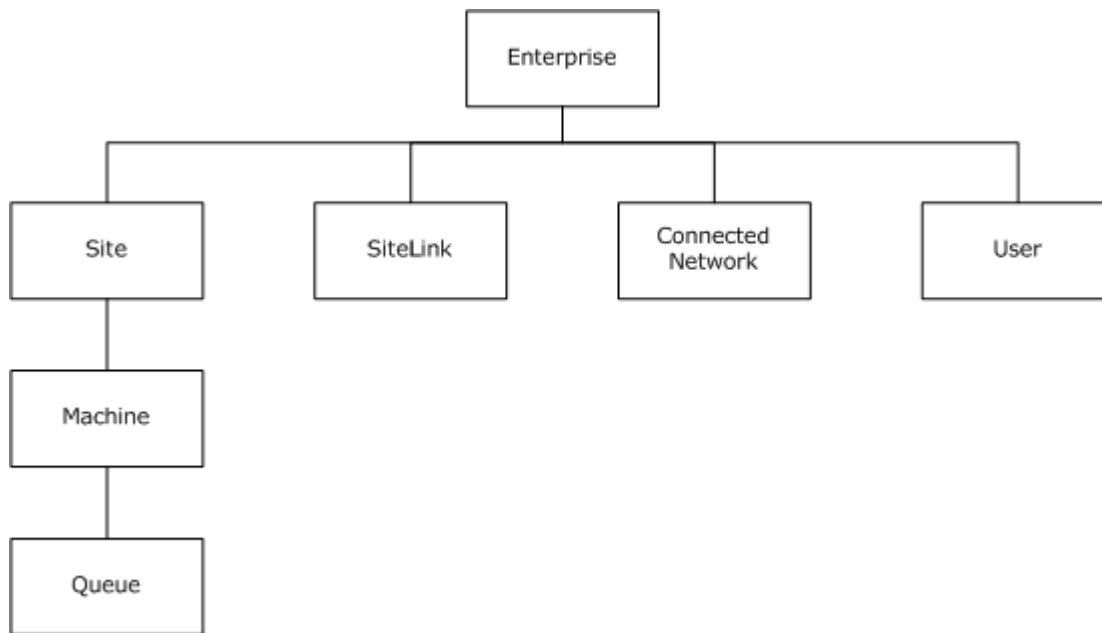 Enterprise
Site
SiteLink
Connected
Network
User
Machine
Queue